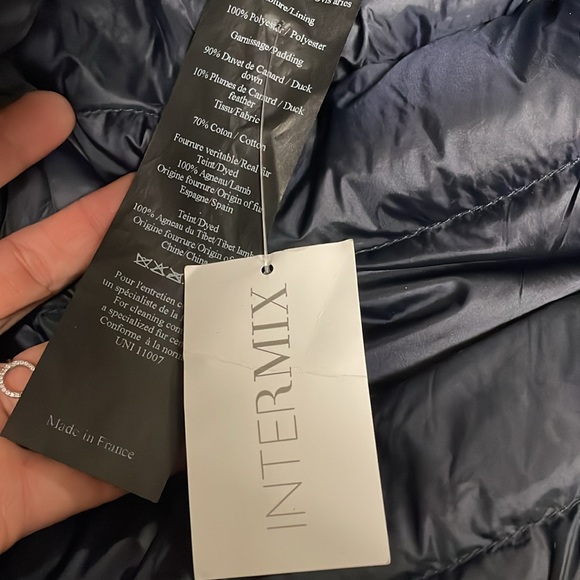 100% Polyester / Polyester
Garnissage/Padding
90% Duvet de Canard / Duck
down
10% Plumes de Canard / Duck
feather
Tissu/Fabric
70% Coton / Cotton
Fourrure veritable/Real fur
Teint/Dyed
100% Agneau/Lamb
Origine fourrure/Origin of fur
Espagne/Spain
Teint/Dyed
100% Agneau du Tibet/Tibet lamb
Origine fourrure/Origin of
Chine/China
Pour l'entretien
un spécialiste de la
For cleaning
a specialized fur
Conforme à la
UNI 11007
Made in France
INTERMIX